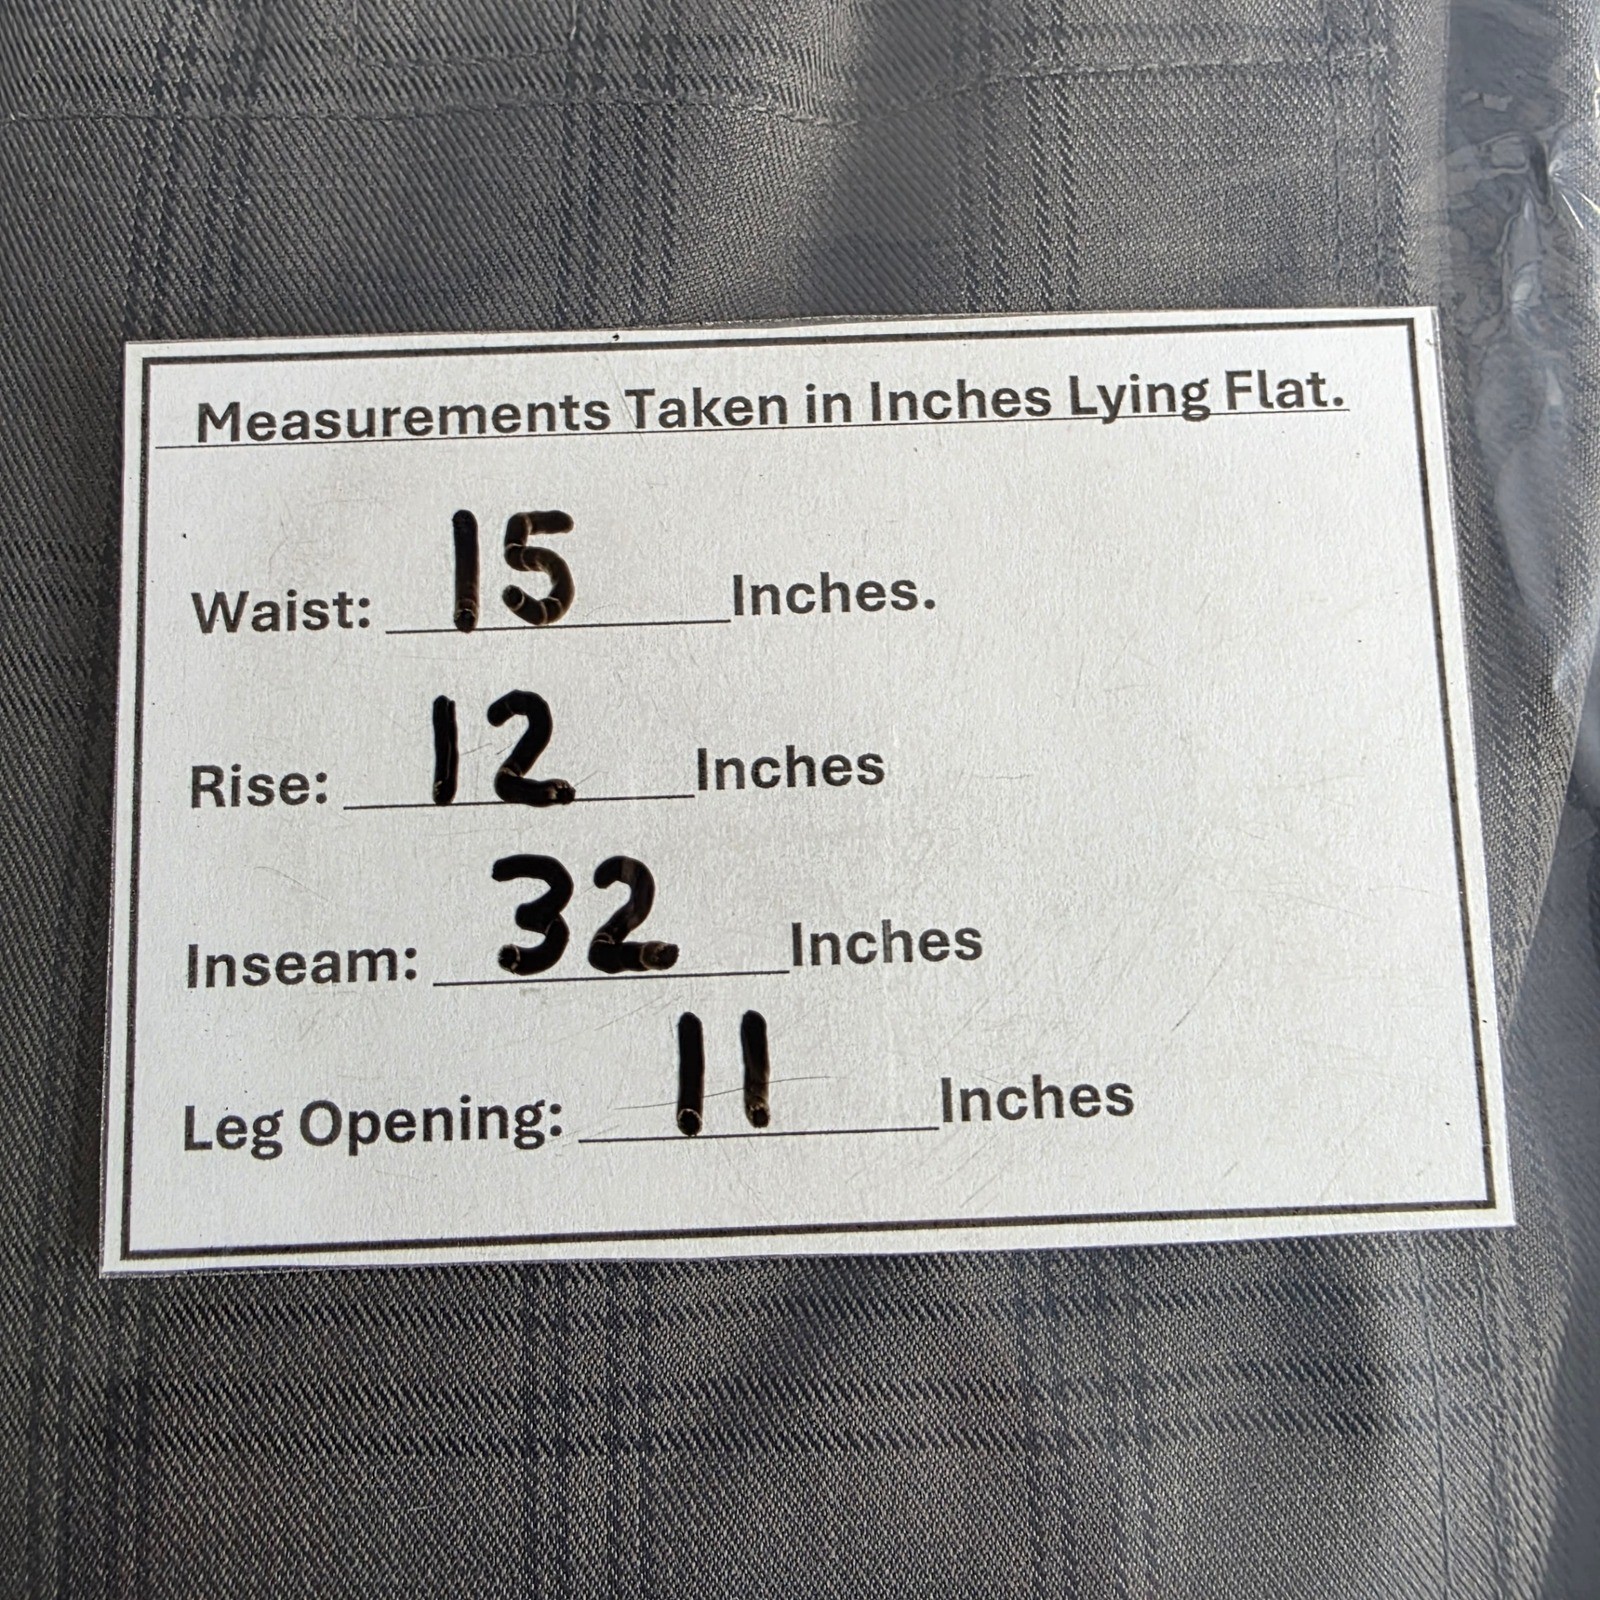 Measurements Taken in Inches Lying Flat.
Waist: 15 Inches.
Rise: 12 Inches
Inseam: 32 Inches
Leg Opening: 11 Inches